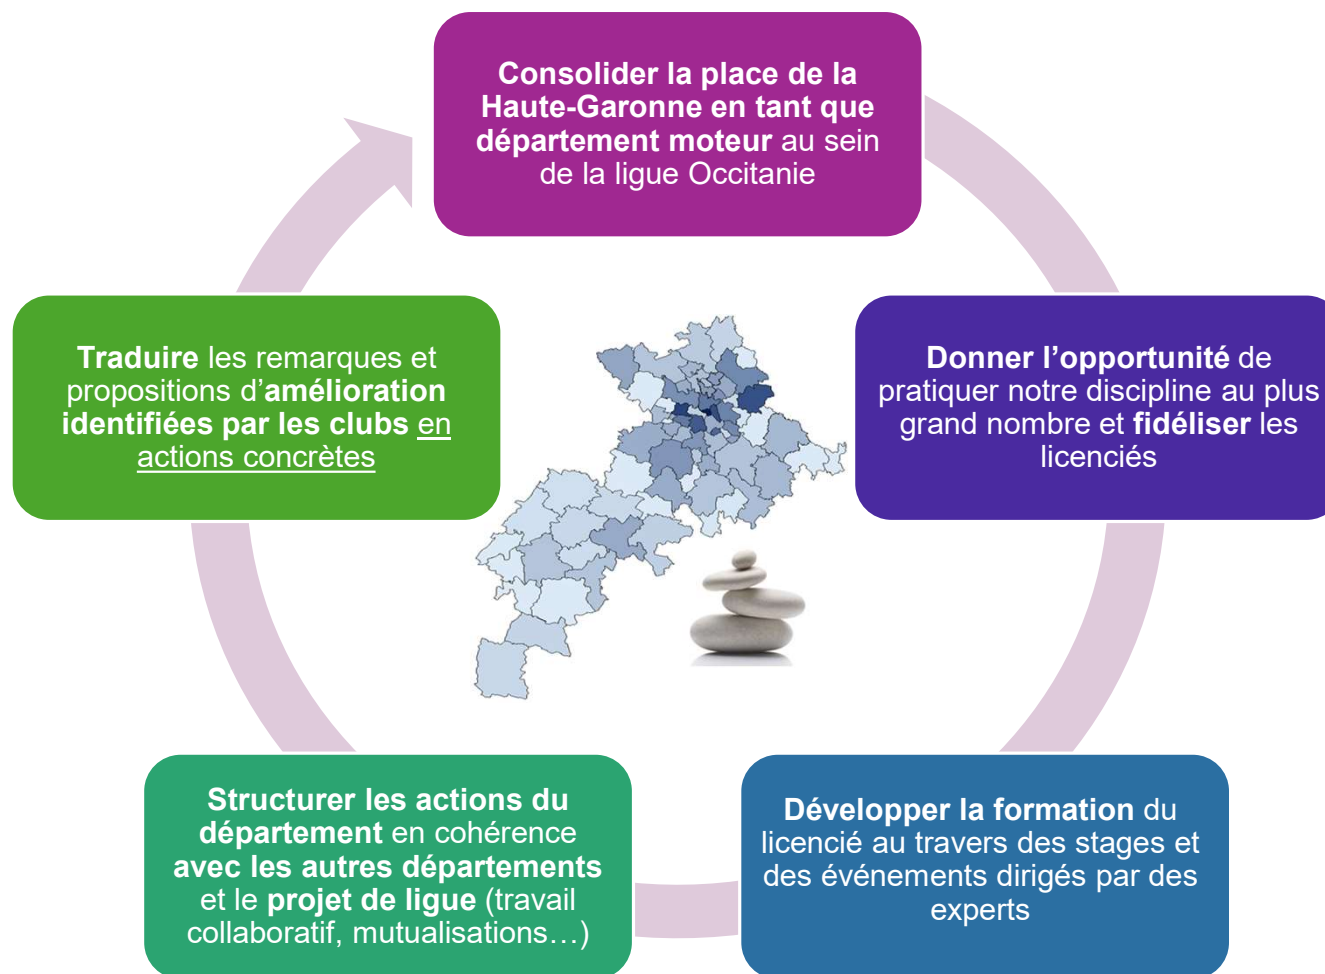 Consolider la place de la
Haute-Garonne en tant que
département moteur au sein
de la ligue Occitanie
Donner l’opportunité de
pratiquer notre discipline au plus
grand nombre et fidéliser les
licenciés
Développer la formation du
licencié au travers des stages et
des événements dirigés par des
experts
Structurer les actions du
département en cohérence
avec les autres départements
et le projet de ligue (travail
collaboratif, mutualisations…)
Traduire les remarques et
propositions d’amélioration
identifiées par les clubs en
actions concrètes